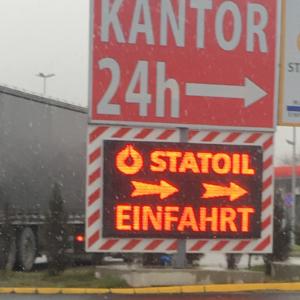 KANTOR
24h
STATOIL
EINFAHRT